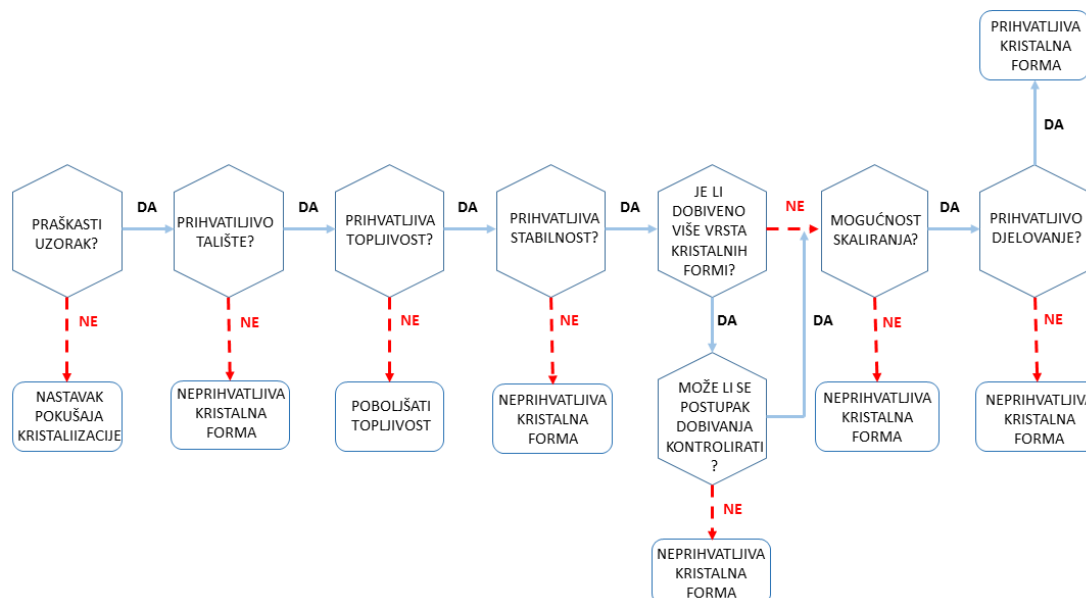 PRIHVATLJIVA
KRISTALNA
FORMA
DA
PRAŠKASTI
UZORAK?
DA
PRIHVATILJIVO
TALIŠTE?
DA
PRIHVATLJIVA
TOPLJIVOST?
DA
PRIHVATLJIVA
STABILNOST?
DA
JE LI
DOBIVENO
VIŠE VRSTA
KRISTALNIH
FORMI?
NE
MOGUĆNOST
SKALIRANJA?
DA
PRIHVATLJIVO
DJELOVANJE?
NE
NE
NE
NE
DA
DA
NE
NE
NASTAVAK
POKUŠAJA
KRISTALIIZACIJE
NEPRIHVATLJIVA
KRISTALNA
FORMA
POBOLJŠATI
TOPLJIVOST
NEPRIHVATLJIVA
KRISTALNA
FORMA
MOŽE LI SE
POSTUPAK
DOBIVANJA
KONTROLIRATI
?
NEPRIHVATLJIVA
KRISTALNA
FORMA
NEPRIHVATLJIVA
KRISTALNA
FORMA
NE
NEPRIHVATLJIVA
KRISTALNA
FORMA